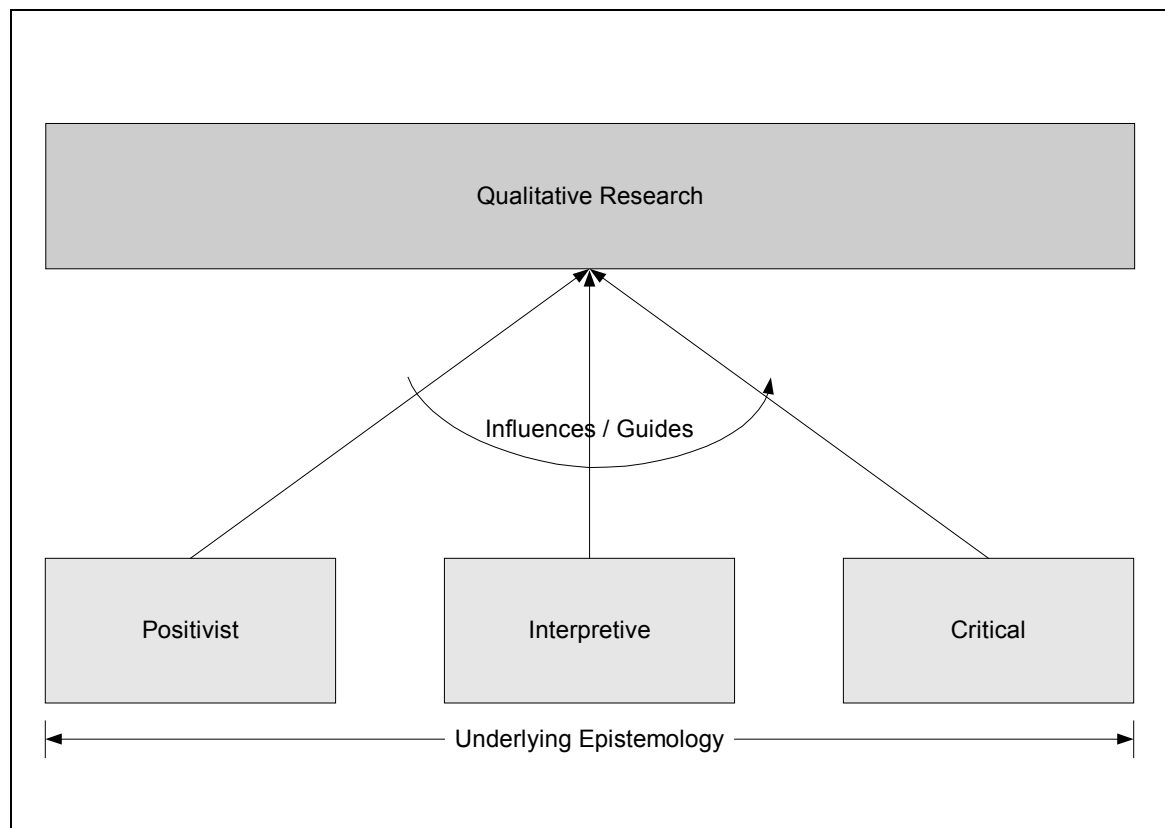 Qualitative Research
Influences / Guides
Positivist
Interpretive
Critical
Underlying Epistemology